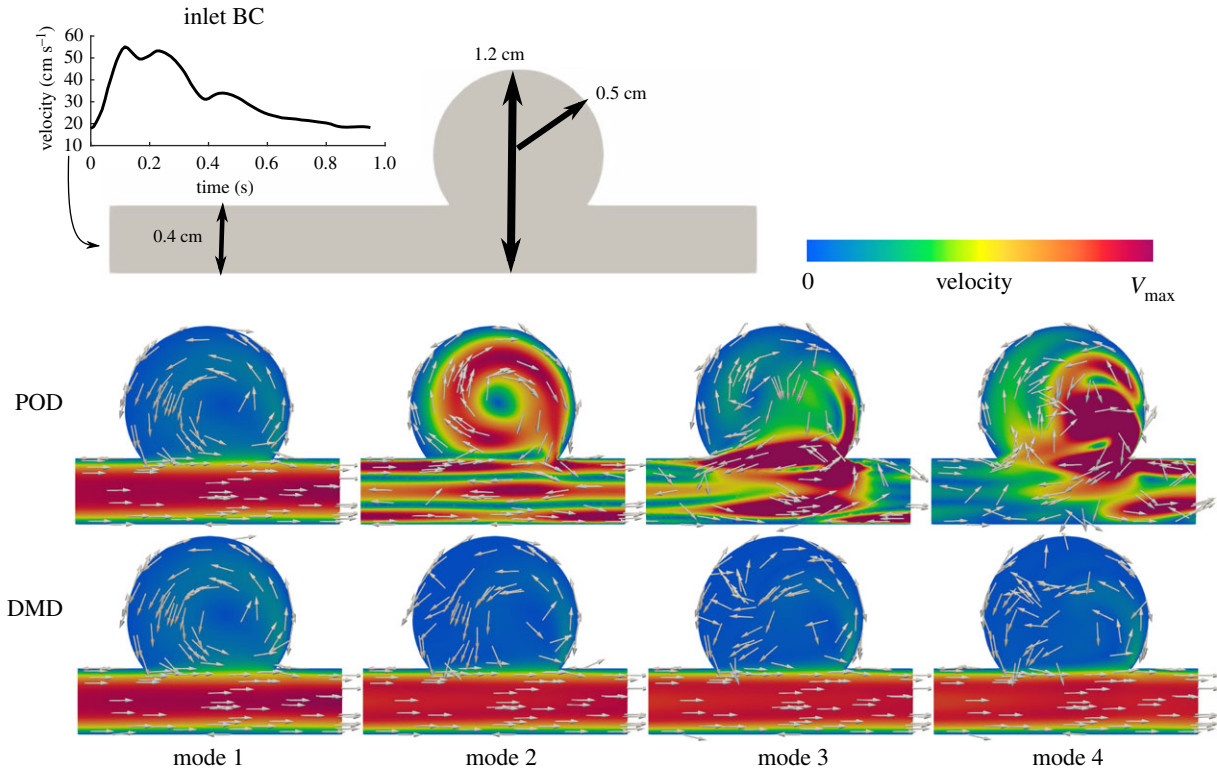 inlet BC
velocity (cm s⁻¹)
60
50
40
30
20
10
0 0.2 0.4 0.6 0.8 1.0
time (s)
1.2 cm
0.5 cm
0.4 cm
0 velocity Vmax
POD
DMD
mode 1 mode 2 mode 3 mode 4